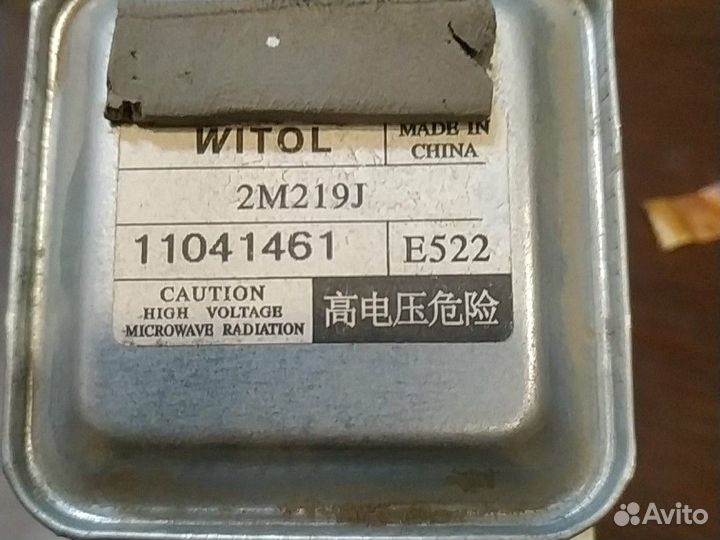 WITOL
MADE IN
CHINA
2M219J
11041461
E522
CAUTION
HIGH VOLTAGE
MICROWAVE RADIATION
高电压危险
Avito